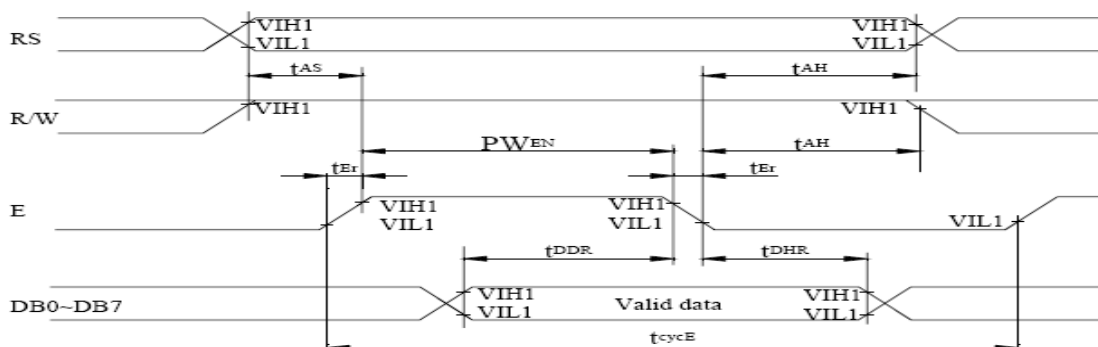 VIH1 VIH1
RS
VIL1 VIL1
tAS tAH
VIH1 VIH1
R/W
PWEN tAH
tEr tEr
E
VIH1 VIH1
VIL1 VIL1 VIL1
tDDR tDHR
VIH1 VIH1
DB0~DB7 Valid data
VIL1 VIL1
tcycE